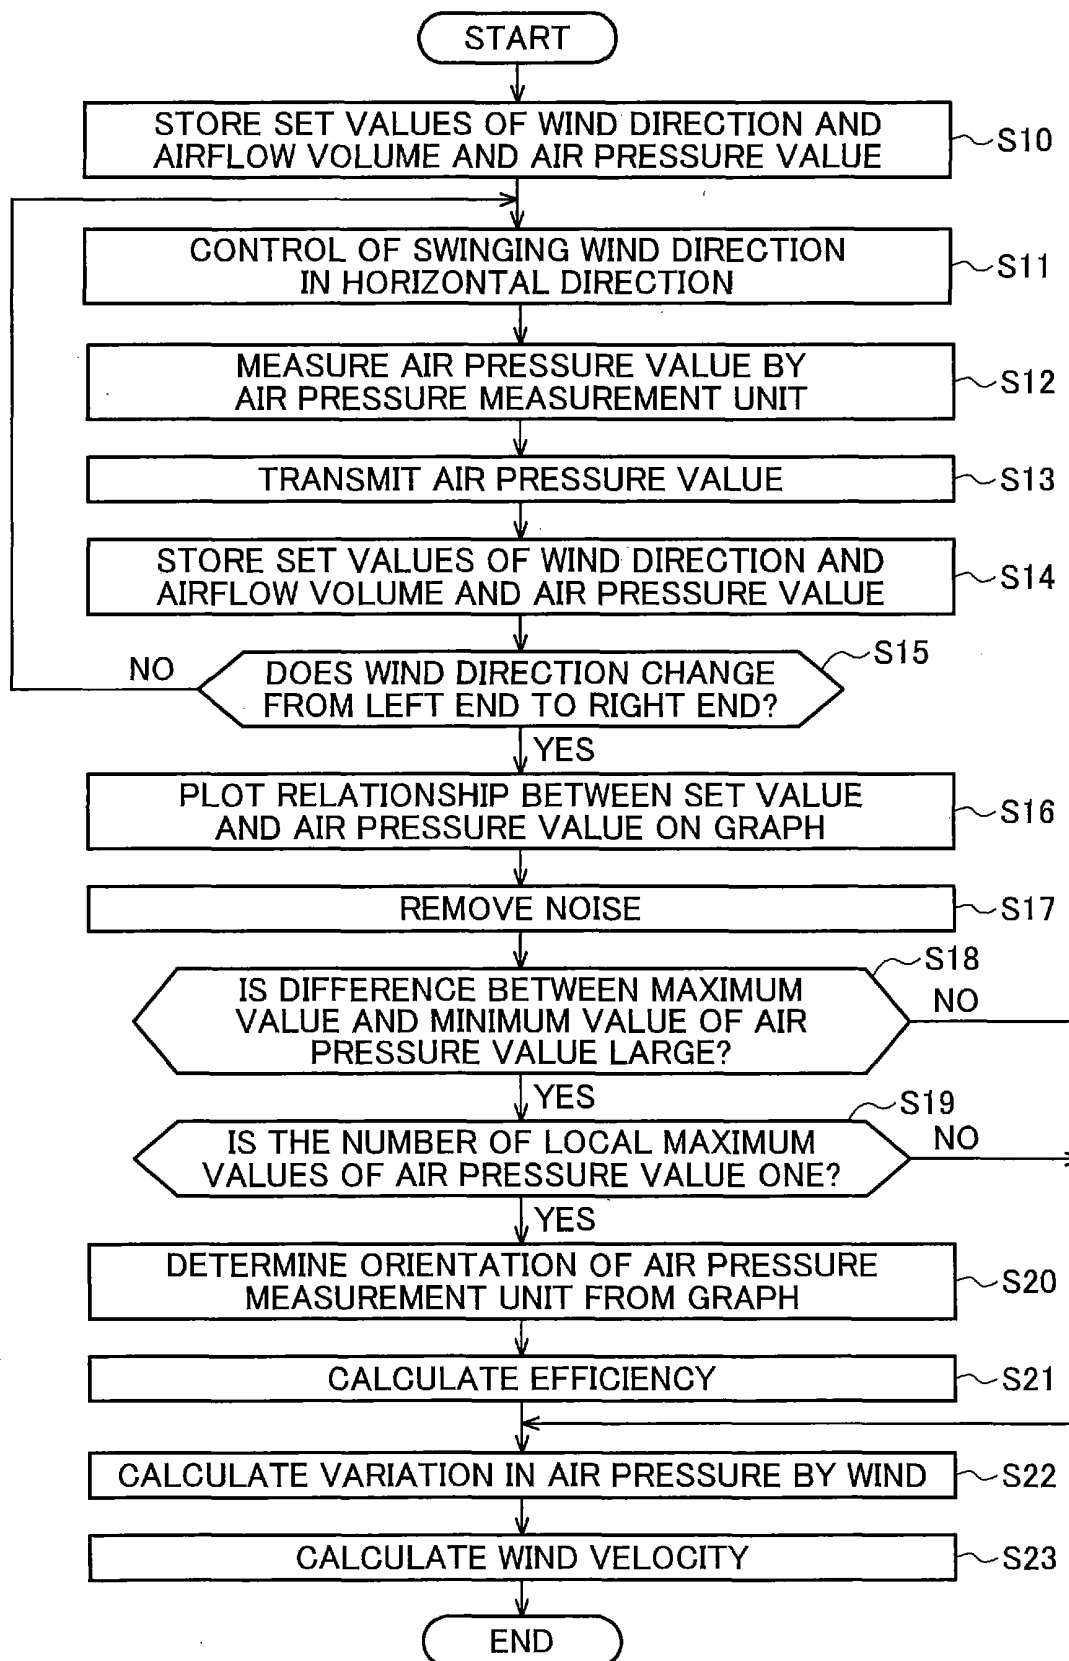 START
STORE SET VALUES OF WIND DIRECTION AND
AIRFLOW VOLUME AND AIR PRESSURE VALUE
S10
CONTROL OF SWINGING WIND DIRECTION
IN HORIZONTAL DIRECTION
S11
MEASURE AIR PRESSURE VALUE BY
AIR PRESSURE MEASUREMENT UNIT
S12
TRANSMIT AIR PRESSURE VALUE
S13
STORE SET VALUES OF WIND DIRECTION AND
AIRFLOW VOLUME AND AIR PRESSURE VALUE
S14
DOES WIND DIRECTION CHANGE
FROM LEFT END TO RIGHT END?
S15
NO
YES
PLOT RELATIONSHIP BETWEEN SET VALUE
AND AIR PRESSURE VALUE ON GRAPH
S16
REMOVE NOISE
S17
IS DIFFERENCE BETWEEN MAXIMUM
VALUE AND MINIMUM VALUE OF AIR
PRESSURE VALUE LARGE?
S18
NO
YES
IS THE NUMBER OF LOCAL MAXIMUM
VALUES OF AIR PRESSURE VALUE ONE?
S19
NO
YES
DETERMINE ORIENTATION OF AIR PRESSURE
MEASUREMENT UNIT FROM GRAPH
S20
CALCULATE EFFICIENCY
S21
CALCULATE VARIATION IN AIR PRESSURE BY WIND
S22
CALCULATE WIND VELOCITY
S23
END